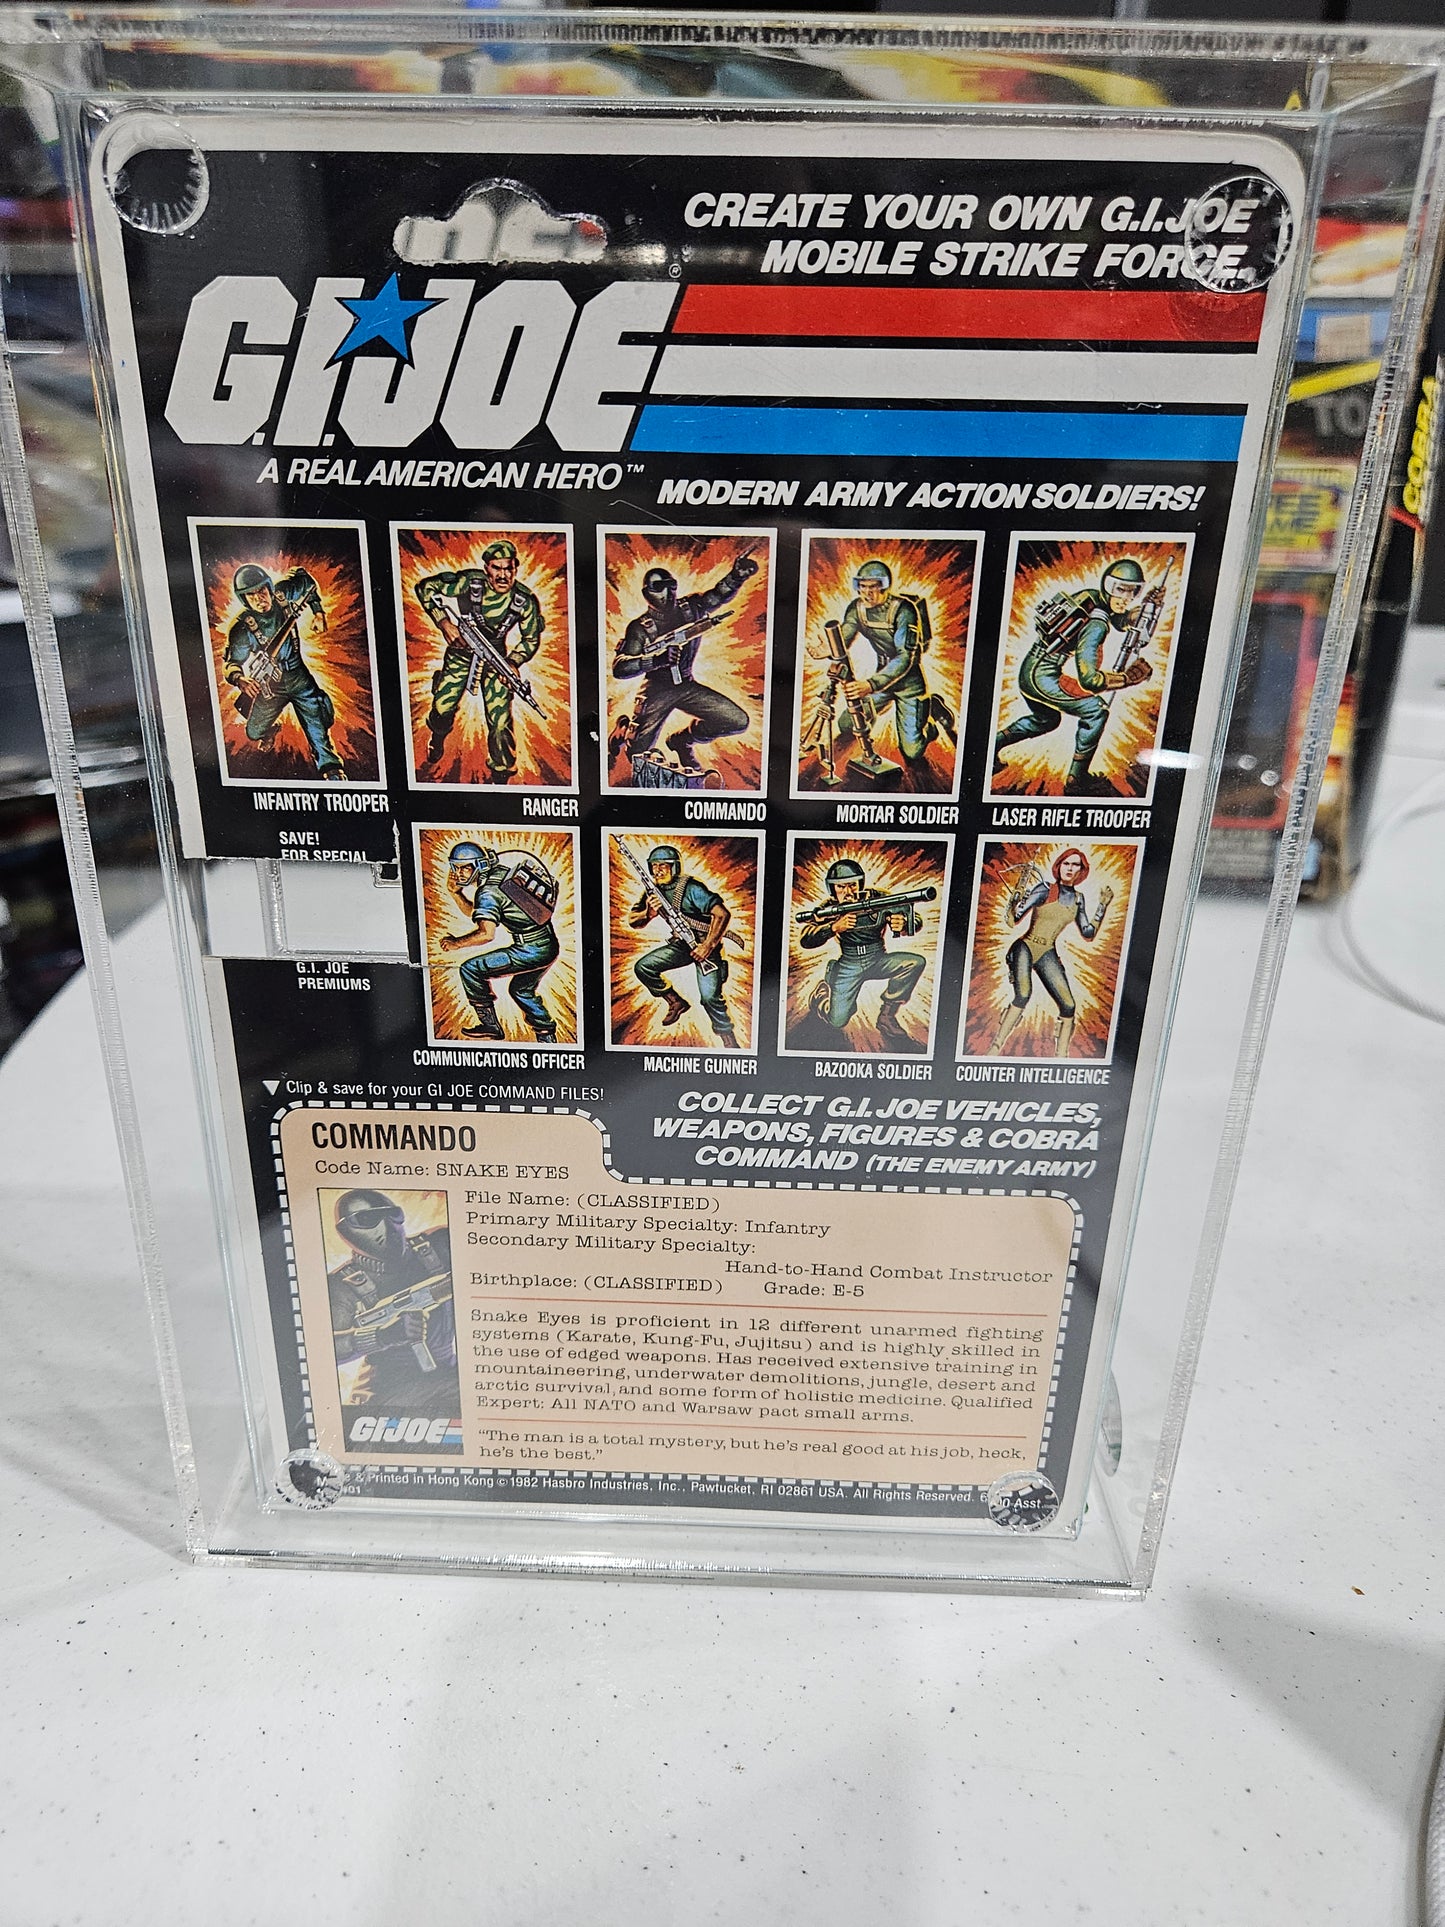 CREATE YOUR OWN G.I. JOE
MOBILE STRIKE FORCE.
G.I. JOE ®
A REAL AMERICAN HERO™
MODERN ARMY ACTION SOLDIERS!
INFANTRY TROOPER
RANGER
COMMANDO
MORTAR SOLDIER
LASER RIFLE TROOPER
SAVE!
FOR SPECIAL
G.I. JOE
PREMIUMS
COMMUNICATIONS OFFICER
MACHINE GUNNER
BAZOOKA SOLDIER
COUNTER INTELLIGENCE
▼ Clip & save for your GI JOE COMMAND FILES!
COLLECT G.I. JOE VEHICLES,
WEAPONS, FIGURES & COBRA
COMMAND (THE ENEMY ARMY)
COMMANDO
Code Name: SNAKE EYES
File Name: (CLASSIFIED)
Primary Military Specialty: Infantry
Secondary Military Specialty:
Hand-to-Hand Combat Instructor
Birthplace: (CLASSIFIED) Grade: E-5
Snake Eyes is proficient in 12 different unarmed fighting
systems (Karate, Kung-Fu, Jujitsu) and is highly skilled in
the use of edged weapons. Has received extensive training in
mountaineering, underwater demolitions, jungle, desert and
arctic survival, and some form of holistic medicine. Qualified
Expert: All NATO and Warsaw pact small arms.
"The man is a total mystery, but he's real good at his job, heck,
he's the best."
GI JOE
& Printed in Hong Kong © 1982 Hasbro Industries, Inc., Pawtucket, RI 02861 USA. All Rights Reserved. Asst.
COBRA